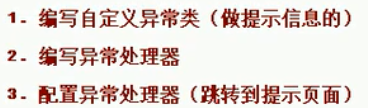 1. 编写自定义异常类（做提示信息的）
2. 编写异常处理器
3. 配置异常处理器（跳转到提示页面）